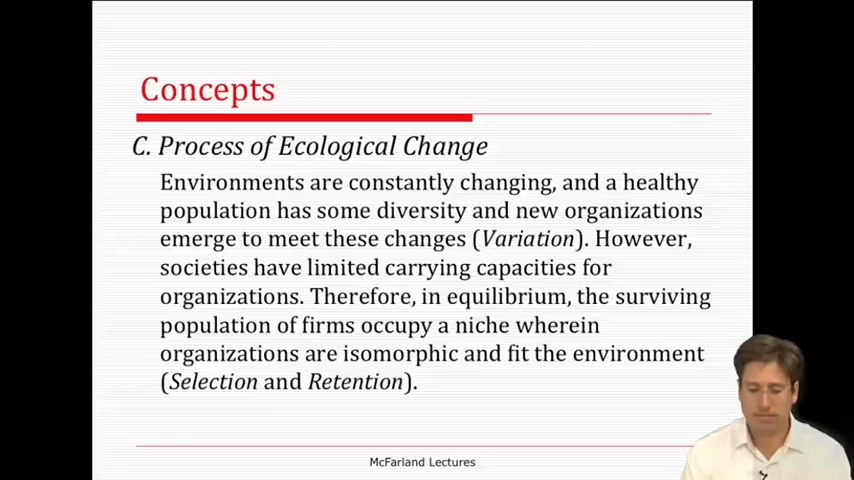 Concepts
C. Process of Ecological Change
Environments are constantly changing, and a healthy
population has some diversity and new organizations
emerge to meet these changes (Variation). However,
societies have limited carrying capacities for
organizations. Therefore, in equilibrium, the surviving
population of firms occupy a niche wherein
organizations are isomorphic and fit the environment
(Selection and Retention).
McFarland Lectures